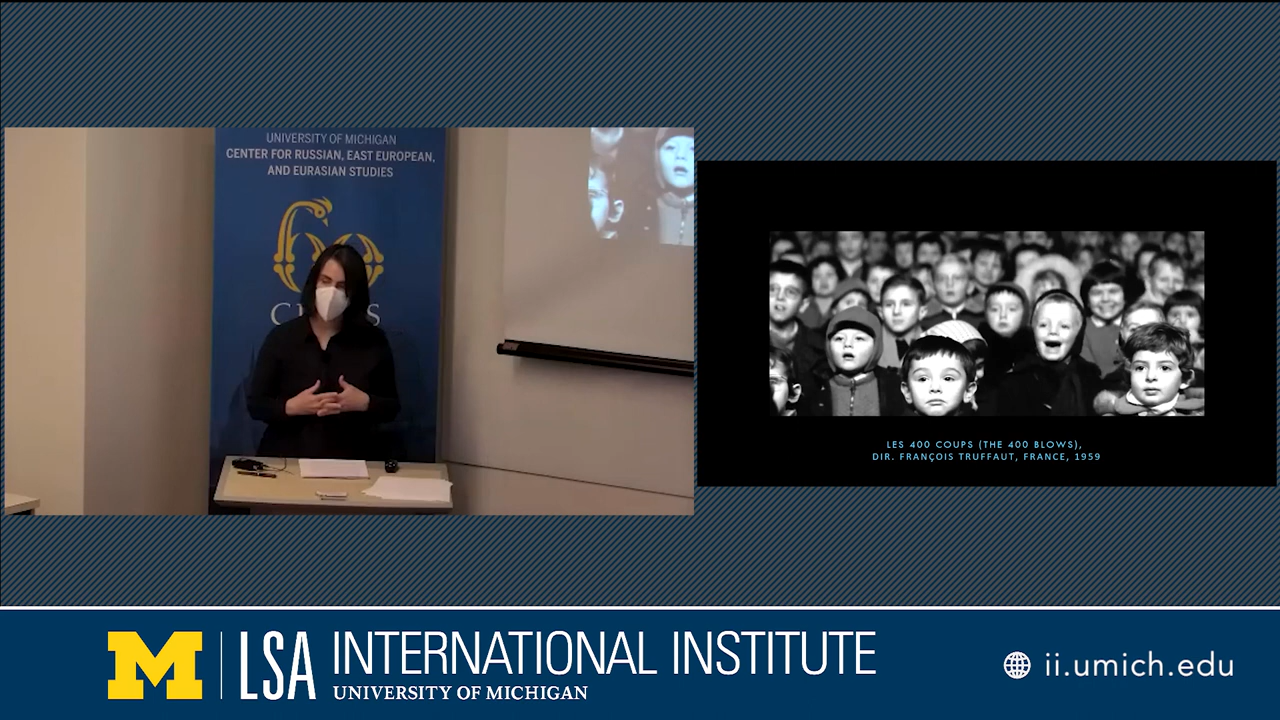 UNIVERSITY OF MICHIGAN
CENTER FOR RUSSIAN, EAST EUROPEAN,
AND EURASIAN STUDIES
LES 400 COUPS (THE 400 BLOWS),
DIR. FRANÇOIS TRUFFAUT, FRANCE, 1959
M LSA INTERNATIONAL INSTITUTE
UNIVERSITY OF MICHIGAN
ii.umich.edu